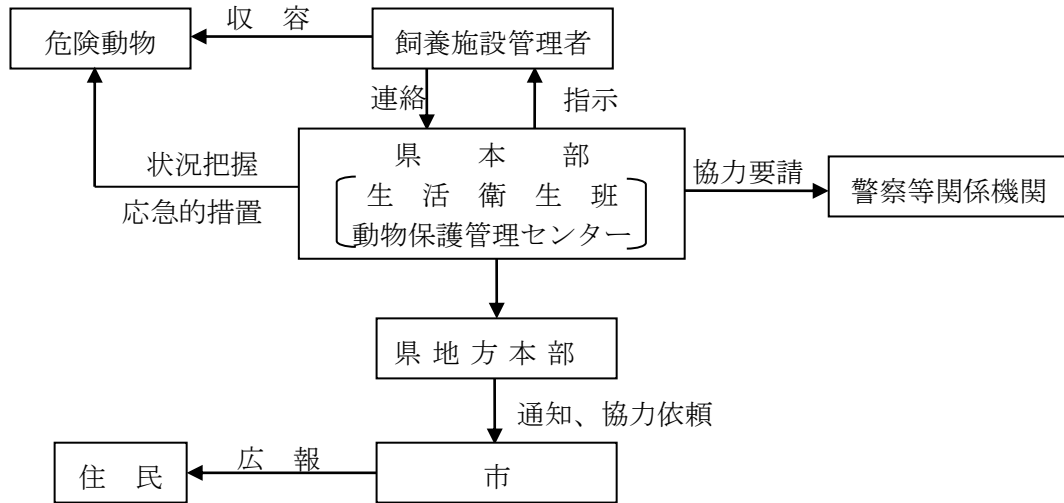 収　容
危険動物
飼養施設管理者
連絡
指示
県　本　部
状況把握
協力要請
生　活　衛　生　班
警察等関係機関
応急的措置
動物保護管理センター
県 地 方 本 部
通知、協力依頼
広　報
住　民
市